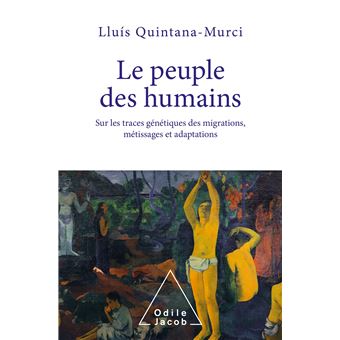 Lluís Quintana-Murci
Le peuple
des humains
Sur les traces génétiques des migrations,
métissages et adaptations
Odile
Jacob